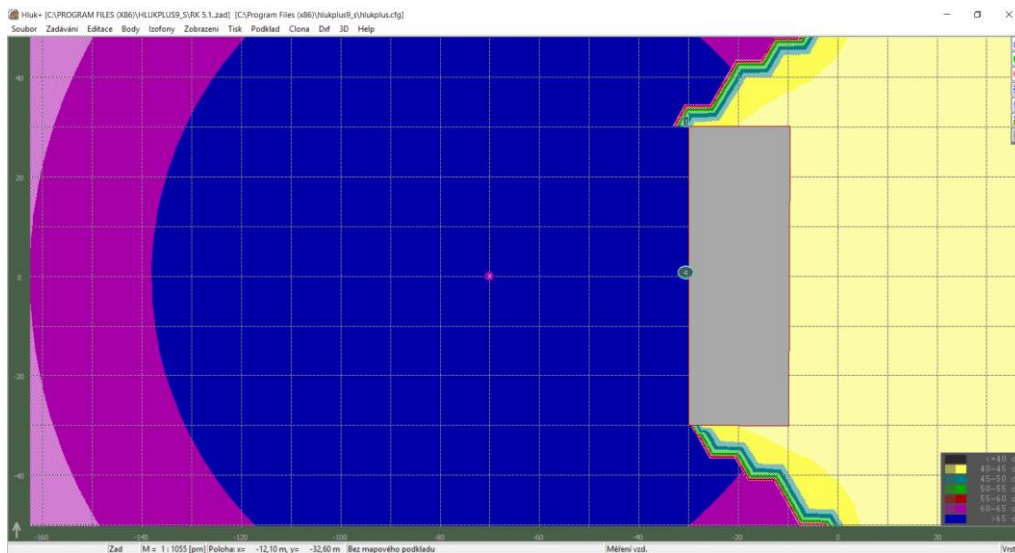 Hluk+ [C:\PROGRAM FILES (X86)\HLUKPLUS9_S\RK 5.1..zad] [C:\Program Files (x86)\hlukplus9_s\hlukplus.cfg]
Soubor Zadávání Editace Body Izofony Zobrazení Tisk Podklad Clona Dxf 3D Help
40
20
0
-20
-40
x
4
<=40
40-45
45-50
50-55
55-60
60-65
>65
-160 -140 -120 -100 -80 -60 -40 -20 0 20
Zad M = 1 : 1055 [prn] Poloha: x= -12,10 m, y= -32,60 m Bez mapového podkladu Měření vzd. Vrst